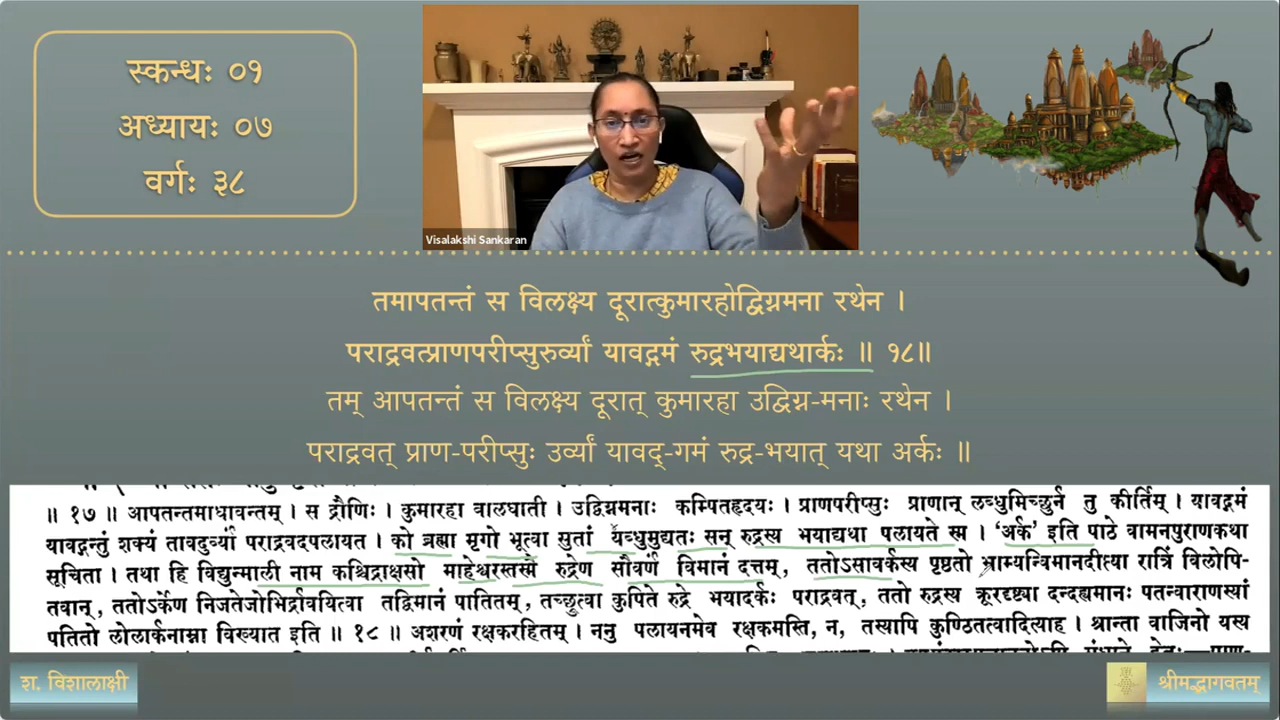 स्कन्धः ०१
अध्यायः ०७
वर्गः ३८
Visalakshi Sankaran
तमापतन्तं स विलक्ष्य दूरात्कुमारहोद्विग्नमना रथेन ।
पराद्रवत्प्राणपरीप्सुरुर्व्यां यावद्गमं रुद्रभयाद्यथार्कः ॥ १८॥
तम् आपतन्तं स विलक्ष्य दूरात् कुमारहा उद्विग्न-मनाः रथेन ।
पराद्रवत् प्राण-परीप्सुः उर्व्यां यावद्-गमं रुद्र-भयात् यथा अर्कः ॥
॥ १७ ॥ आपतन्तमाधावन्तम् । स द्रौणिः । कुमारहा बालघाती । उद्विग्नमनाः कम्पितहृदयः । प्राणपरीप्सुः प्राणान् लब्धुमिच्छुर्न तु कीर्तिम् । यावद्गमं
यावद्गन्तुं शक्यं तावदुर्व्यां पराद्रवदपलायत । को ब्रह्मा मृगो भूत्वा सुतां यब्धुमुद्यतः सन् रुद्रस्य भयाद्यथा पलायते स्म । 'अर्क' इति पाठे वामनपुराणकथा
सूचिता । तथा हि विद्युन्माली नाम कश्चिद्राक्षसो माहेश्वरस्तस्मै रुद्रेण सौवर्णं विमानं दत्तम्, ततोऽसावर्कस्य पृष्ठतो भ्राम्यन्विमानदीप्त्या रात्रिं विलोपि-
तवान्, ततोऽर्केण निजतेजोभिर्द्रावयित्वा तद्विमानं पातितम्, तच्छ्रुत्वा कुपिते रुद्रे भयादर्कः पराद्रवत्, ततो रुद्रस्य क्रूरदृष्ट्या दन्दह्यमानः पतन्वाराणस्यां
पतितो लोलार्कनाम्ना विख्यात इति ॥ १८ ॥ अशरणं रक्षकरहितम् । ननु पलायनमेव रक्षकमस्ति, न, तस्यापि कुण्ठितत्वादित्याह । श्रान्ता वाजिनो यस्य
श. विशालाक्षी
श्रीमद्भागवतम्